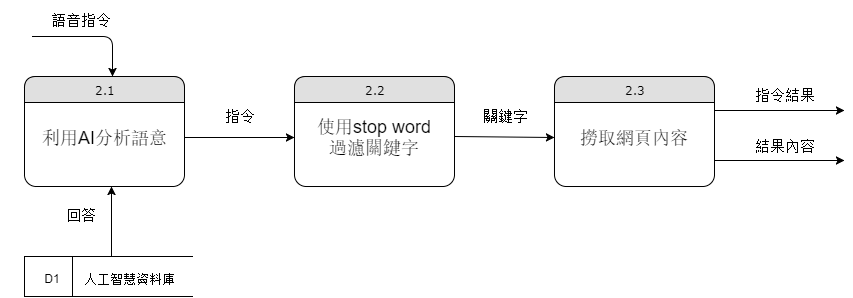 語音指令
2.1
利用AI分析語意
指令
2.2
使用stop word
過濾關鍵字
關鍵字
2.3
撈取網頁內容
指令結果
結果內容
回答
D1
人工智慧資料庫